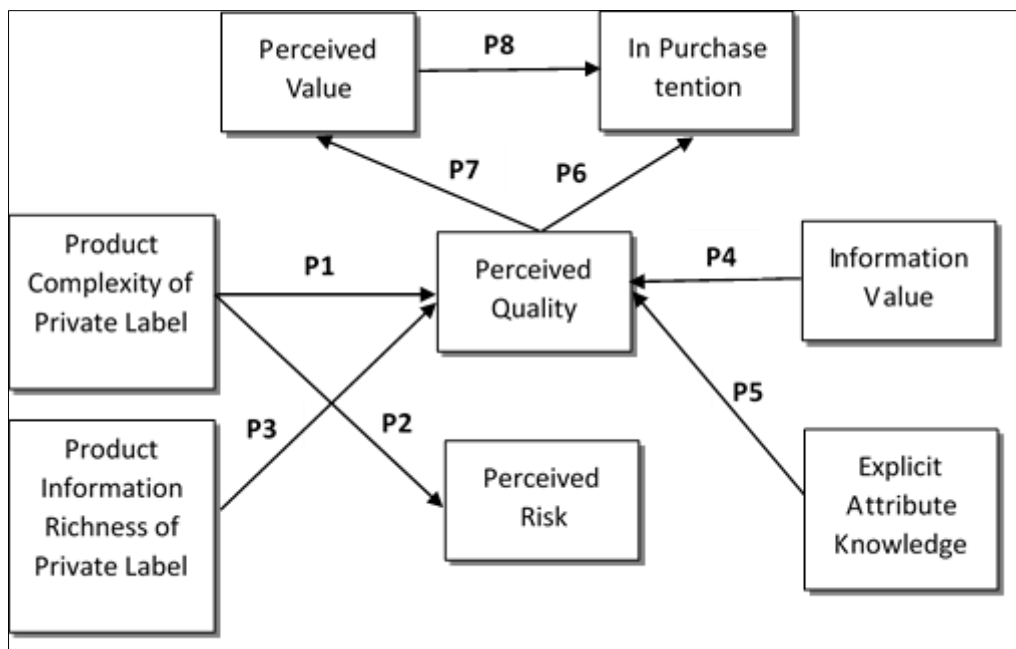 Perceived
Value
P8
In Purchase
tention
P7
P6
Product
Complexity of
Private Label
P1
Perceived
Quality
P4
Information
Value
P3
P2
P5
Product
Information
Richness of
Private Label
Perceived
Risk
Explicit
Attribute
Knowledge